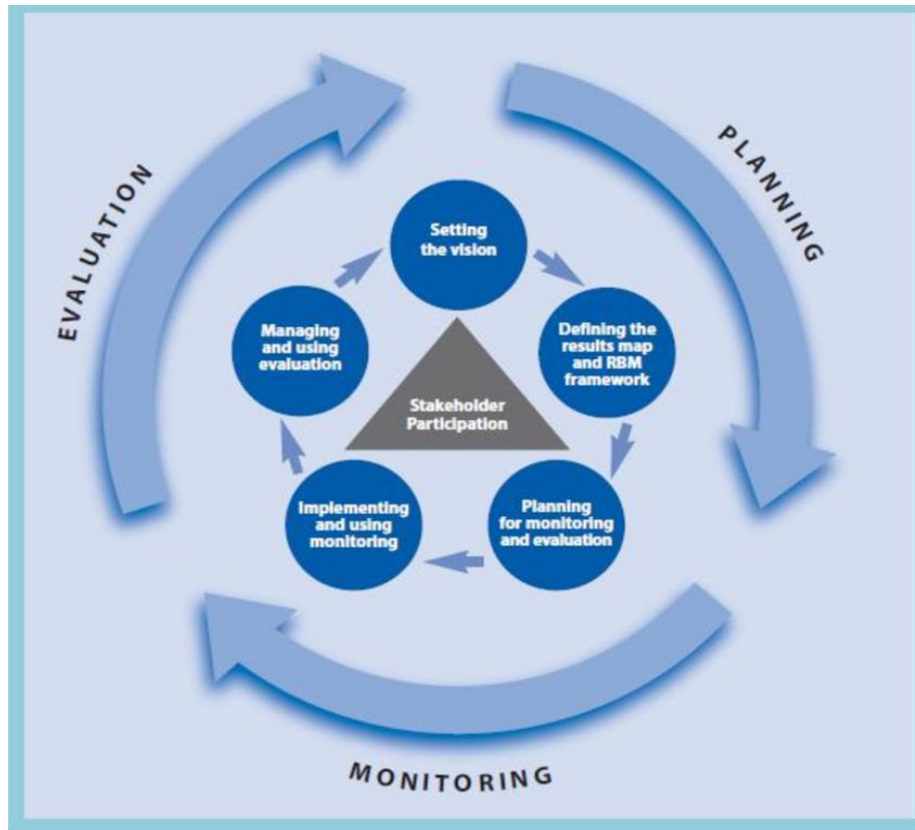 PLANNING
EVALUATION
Setting
the vision
Managing
and using
evaluation
Defining the
results map
and RBM
framework
Stakeholder
Participation
Implementing
and using
monitoring
Planning
for monitoring
and evaluation
MONITORING